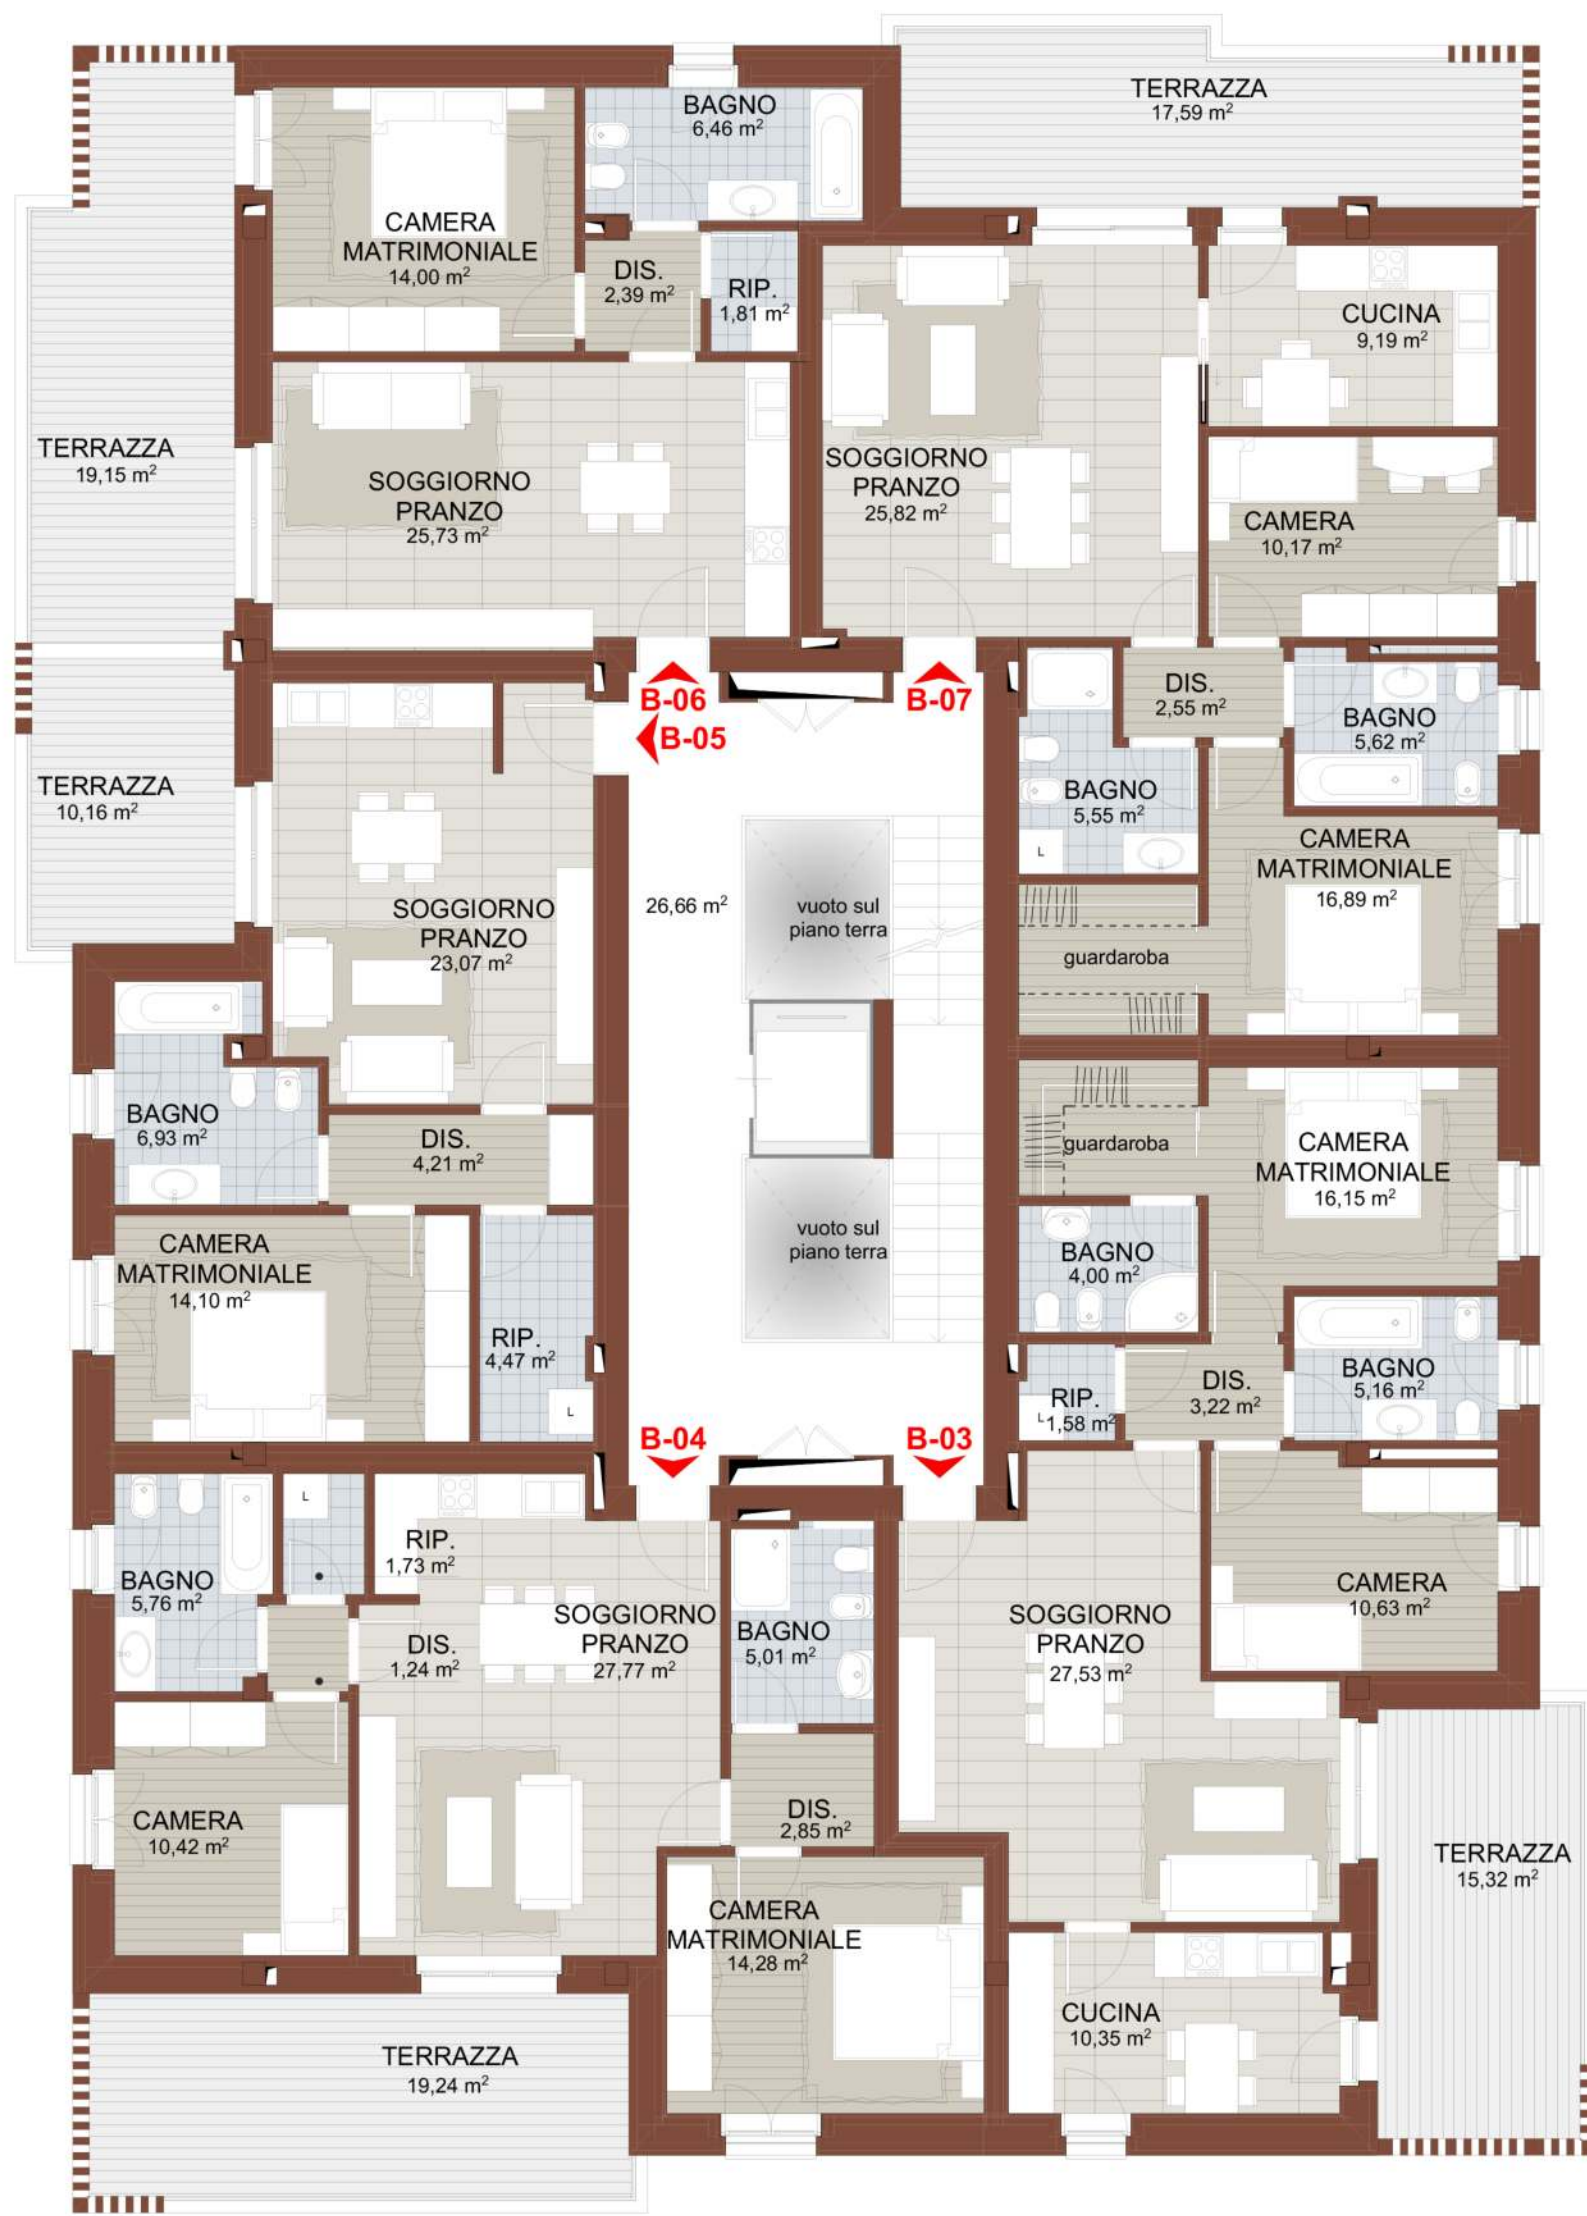 TERRAZZA
17,59 m²
BAGNO
6,46 m²
CAMERA
MATRIMONIALE
14,00 m²
DIS.
2,39 m²
RIP.
1,81 m²
CUCINA
9,19 m²
TERRAZZA
19,15 m²
SOGGIORNO
PRANZO
25,73 m²
SOGGIORNO
PRANZO
25,82 m²
CAMERA
10,17 m²
B-06
B-05
B-07
DIS.
2,55 m²
BAGNO
5,62 m²
TERRAZZA
10,16 m²
BAGNO
5,55 m²
L
CAMERA
MATRIMONIALE
16,89 m²
SOGGIORNO
PRANZO
23,07 m²
26,66 m²
vuoto sul
piano terra
guardaroba
BAGNO
6,93 m²
DIS.
4,21 m²
guardaroba
CAMERA
MATRIMONIALE
16,15 m²
CAMERA
MATRIMONIALE
14,10 m²
vuoto sul
piano terra
BAGNO
4,00 m²
RIP.
4,47 m²
L
RIP.
L
1,58 m²
DIS.
3,22 m²
BAGNO
5,16 m²
B-04
B-03
L
RIP.
1,73 m²
BAGNO
5,76 m²
DIS.
1,24 m²
SOGGIORNO
PRANZO
27,77 m²
BAGNO
5,01 m²
SOGGIORNO
PRANZO
27,53 m²
CAMERA
10,63 m²
CAMERA
10,42 m²
DIS.
2,85 m²
TERRAZZA
15,32 m²
CAMERA
MATRIMONIALE
14,28 m²
CUCINA
10,35 m²
TERRAZZA
19,24 m²